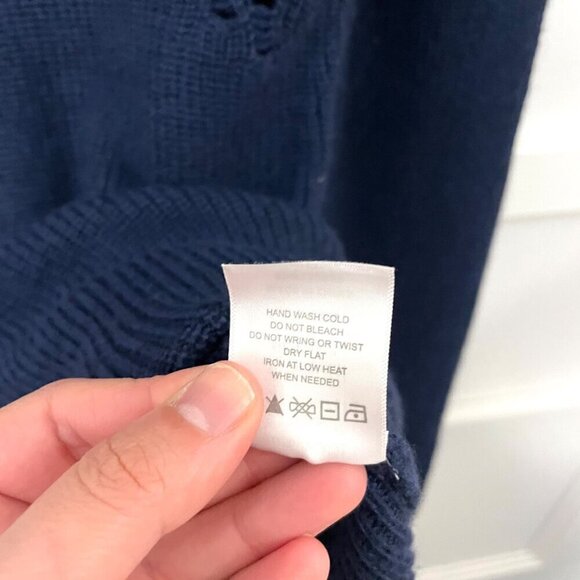 HAND WASH COLD
DO NOT BLEACH
DO NOT WRING OR TWIST
DRY FLAT
IRON AT LOW HEAT
WHEN NEEDED